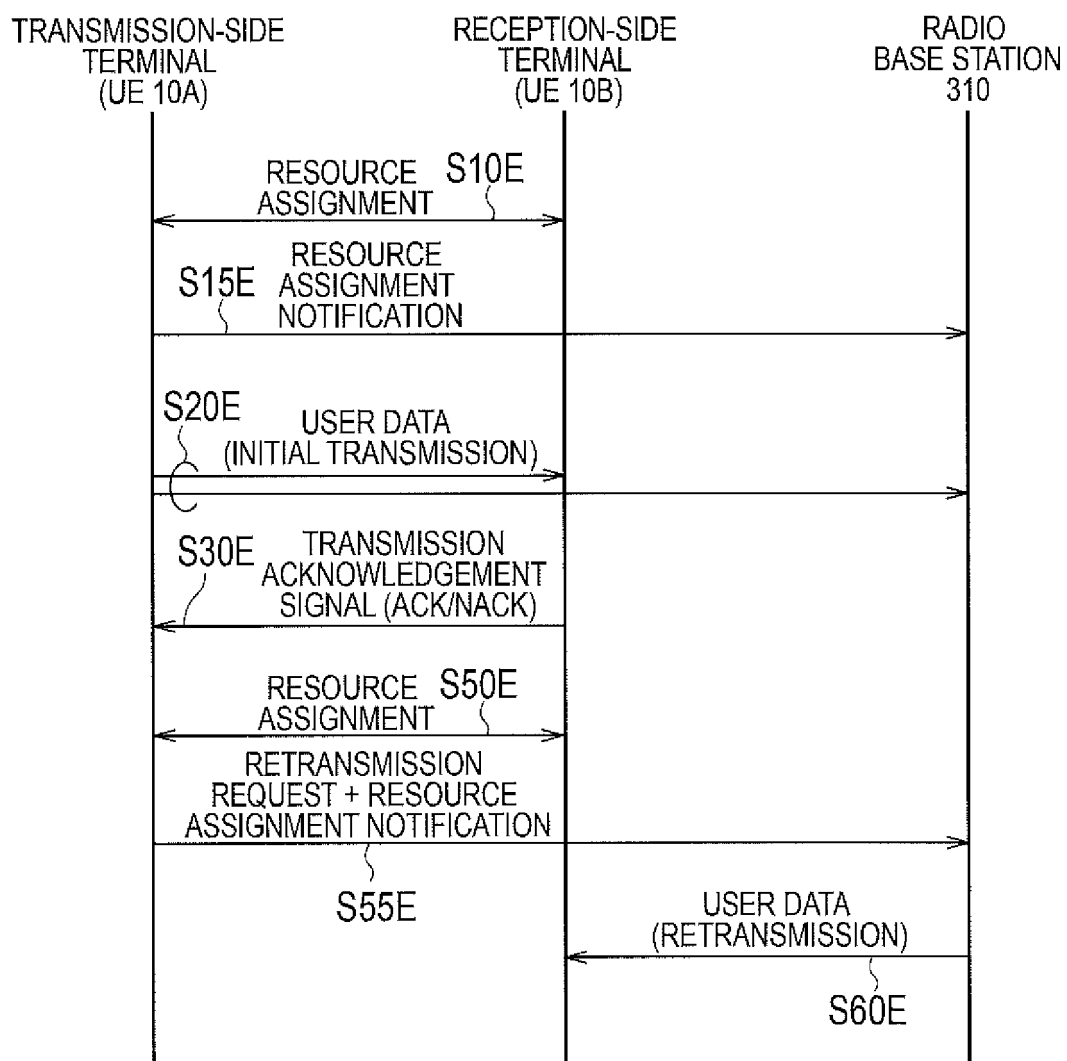 TRANSMISSION-SIDE
TERMINAL
(UE 10A)
RECEPTION-SIDE
TERMINAL
(UE 10B)
RADIO
BASE STATION
310
RESOURCE
ASSIGNMENT
S10E
RESOURCE
ASSIGNMENT
NOTIFICATION
S15E
S20E
USER DATA
(INITIAL TRANSMISSION)
S30E
TRANSMISSION
ACKNOWLEDGEMENT
SIGNAL (ACK/NACK)
RESOURCE
ASSIGNMENT
S50E
RETRANSMISSION
REQUEST + RESOURCE
ASSIGNMENT NOTIFICATION
S55E
USER DATA
(RETRANSMISSION)
S60E